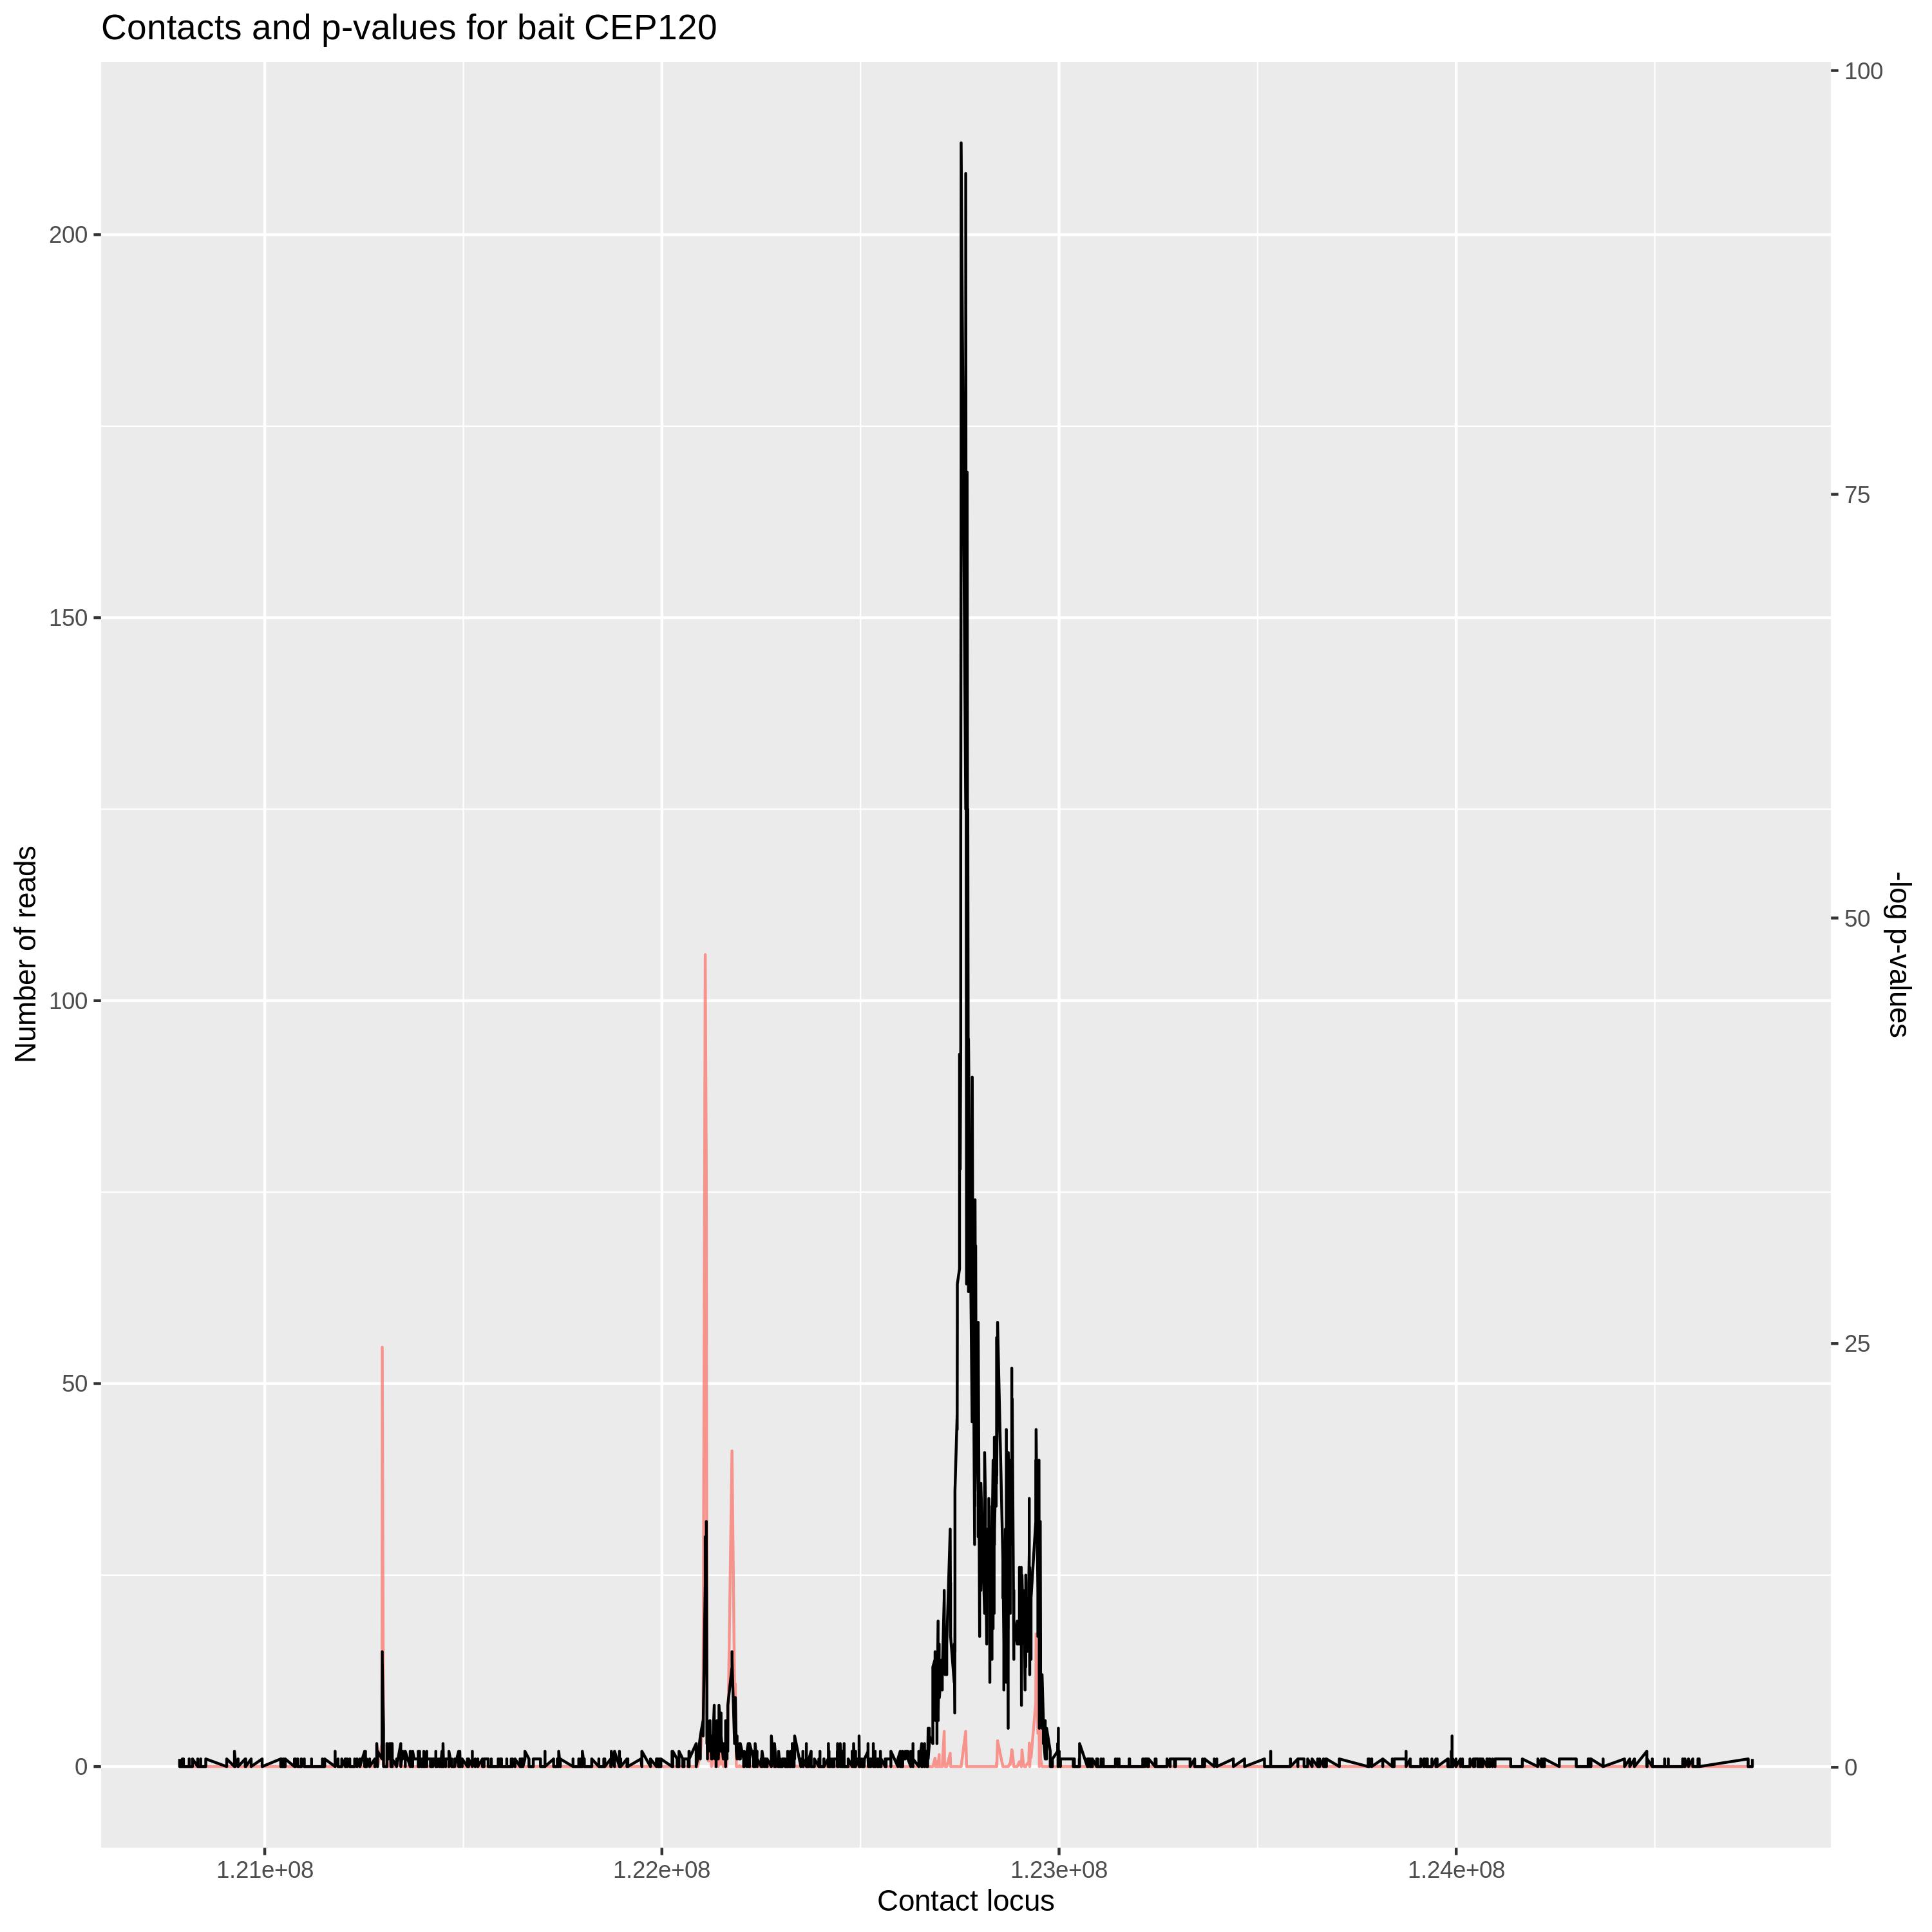 Contacts and p-values for bait CEP120
Number of reads
200
150
100
50
0
100
75
50
25
0
-log p-values
1.21e+08
1.22e+08
1.23e+08
1.24e+08
Contact locus